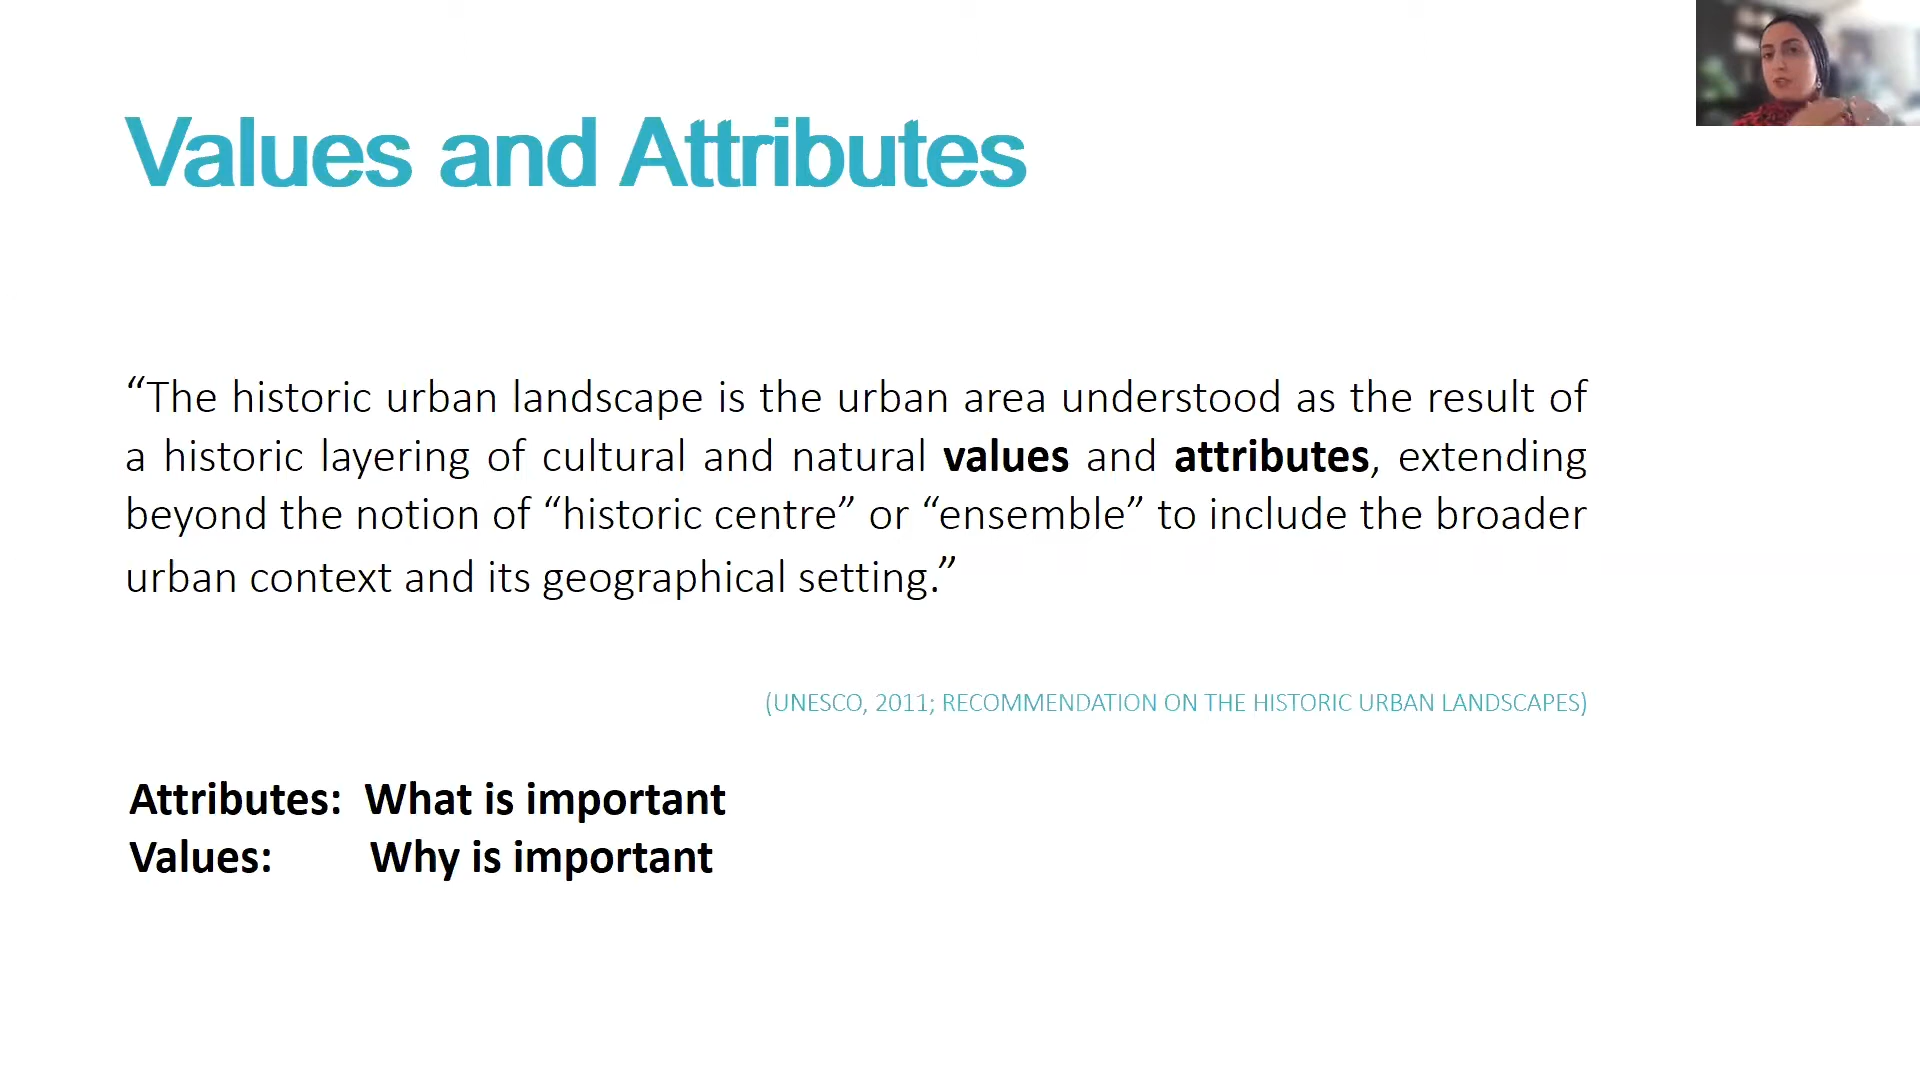 Values and Attributes
“The historic urban landscape is the urban area understood as the result of
a historic layering of cultural and natural values and attributes, extending
beyond the notion of “historic centre” or “ensemble” to include the broader
urban context and its geographical setting.”
(UNESCO, 2011; RECOMMENDATION ON THE HISTORIC URBAN LANDSCAPES)
Attributes: What is important
Values: Why is important